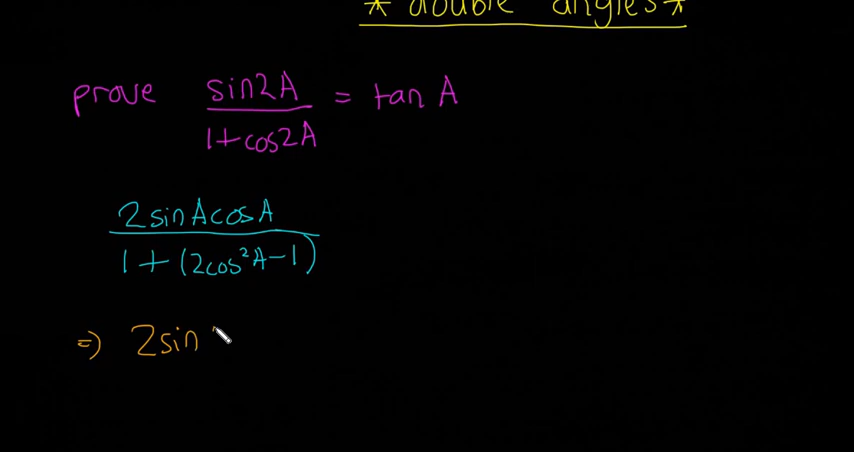 * double angles *
prove sin2A / 1+cos2A = tan A
2sinAcosA / 1+(2cos²A-1)
=) 2sin